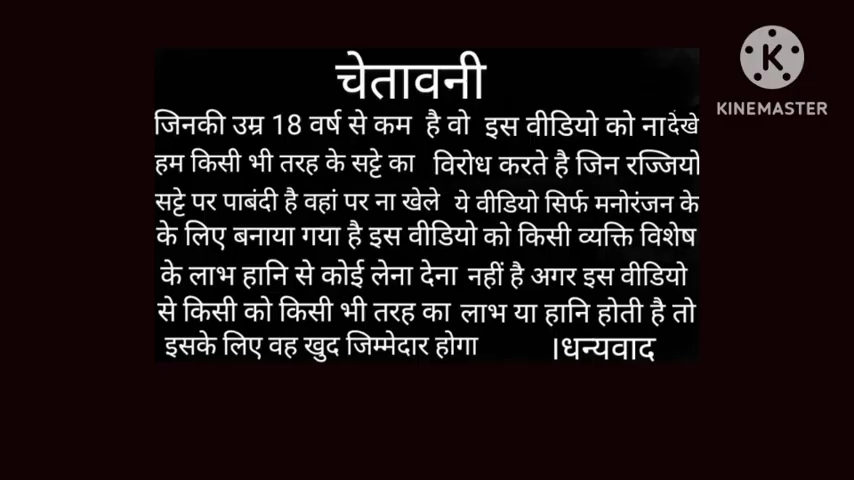 चेतावनी
जिनकी उम्र 18 वर्ष से कम है वो इस वीडियो को ना देखे
हम किसी भी तरह के सट्टे का विरोध करते है जिन रज्जियो
सट्टे पर पाबंदी है वहां पर ना खेले ये वीडियो सिर्फ मनोरंजन के
के लिए बनाया गया है इस वीडियो को किसी व्यक्ति विशेष
के लाभ हानि से कोई लेना देना नहीं है अगर इस वीडियो
से किसी को किसी भी तरह का लाभ या हानि होती है तो
इसके लिए वह खुद जिम्मेदार होगा ।धन्यवाद
K
KINEMASTER